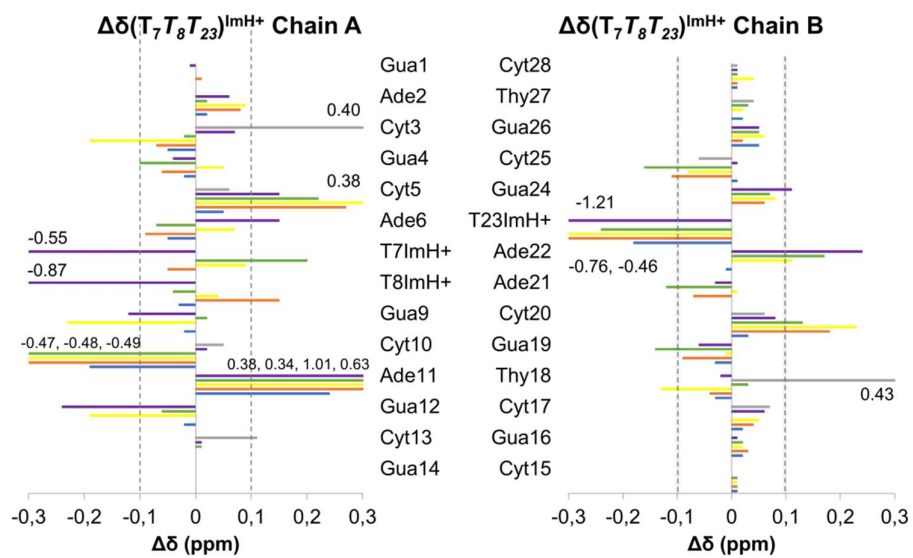 Δδ(T₇T₈T₂₃)ᴵᵐᴴ⁺ Chain A
Gua1
Ade2
0.40
Cyt3
Gua4
0.38
Cyt5
Ade6
-0.55
T7ImH+
-0.87
T8ImH+
Gua9
-0.47, -0.48, -0.49
Cyt10
0.38, 0.34, 1.01, 0.63
Ade11
Gua12
Cyt13
Gua14
-0,3 -0,2 -0,1 0 0,1 0,2 0,3
Δδ (ppm)
Δδ(T₇T₈T₂₃)ᴵᵐᴴ⁺ Chain B
Cyt28
Thy27
Gua26
Cyt25
Gua24
-1.21
T23ImH+
Ade22
-0.76, -0.46
Ade21
Cyt20
Gua19
Thy18
0.43
Cyt17
Gua16
Cyt15
-0,3 -0,2 -0,1 0 0,1 0,2 0,3
Δδ (ppm)